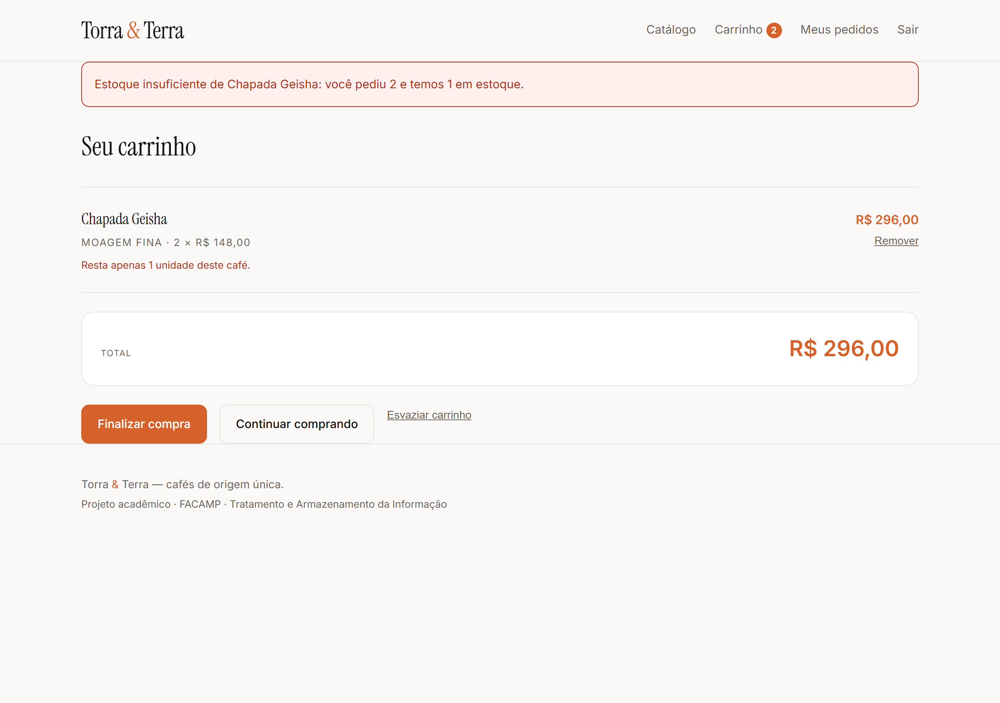 Torra & Terra
Catálogo
Carrinho 2
Meus pedidos
Sair
Estoque insuficiente de Chapada Geisha: você pediu 2 e temos 1 em estoque.
Seu carrinho
Chapada Geisha
R$ 296,00
MOAGEM FINA · 2 × R$ 148,00
Remover
Resta apenas 1 unidade deste café.
TOTAL
R$ 296,00
Finalizar compra
Continuar comprando
Esvaziar carrinho
Torra & Terra — cafés de origem única.
Projeto acadêmico · FACAMP · Tratamento e Armazenamento da Informação